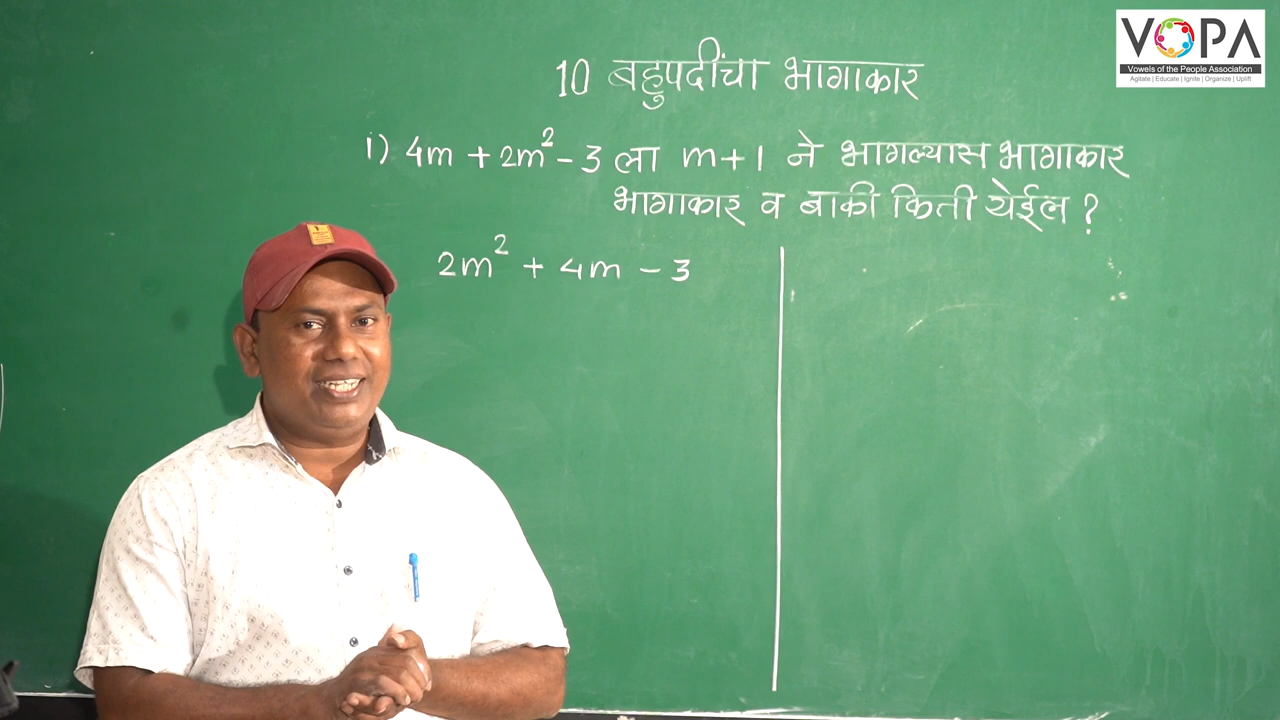 VOPA
Vowels of the People Association
Agitate | Educate | Ignite | Organize | Uplift
10 बहुपदींचा भागाकार
1) 4m + 2m² - 3 ला m + 1 ने भागल्यास भागाकार
भागाकार व बाकी किती येईल ?
2m² + 4m - 3